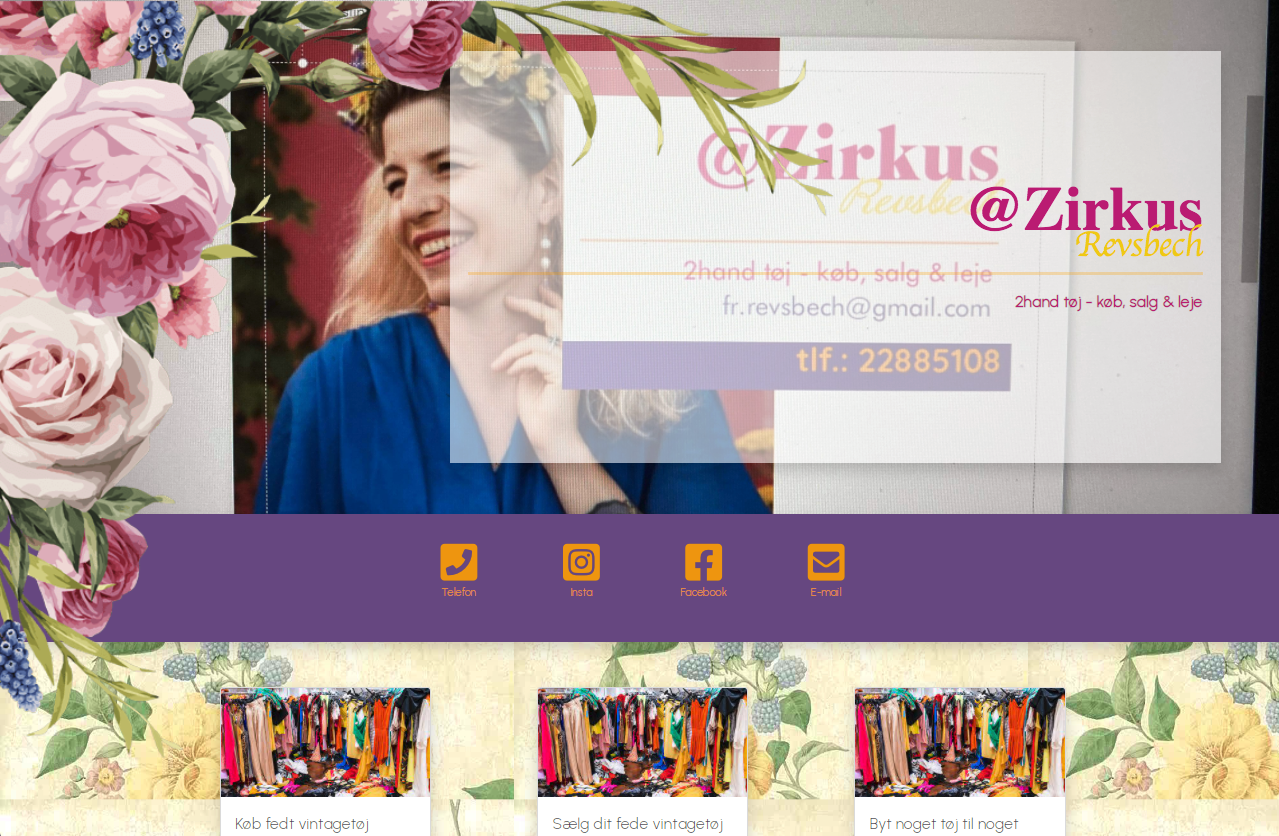 @Zirkus
Revsbech
2hand tøj - køb, salg & leje
fr.revsbech@gmail.com
tlf.: 22885108
@Zirkus
Revsbech
2hand tøj - køb, salg & leje
Telefon
Insta
Facebook
E-mail
Køb fedt vintagetøj
Sælg dit fede vintagetøj
Byt noget tøj til noget